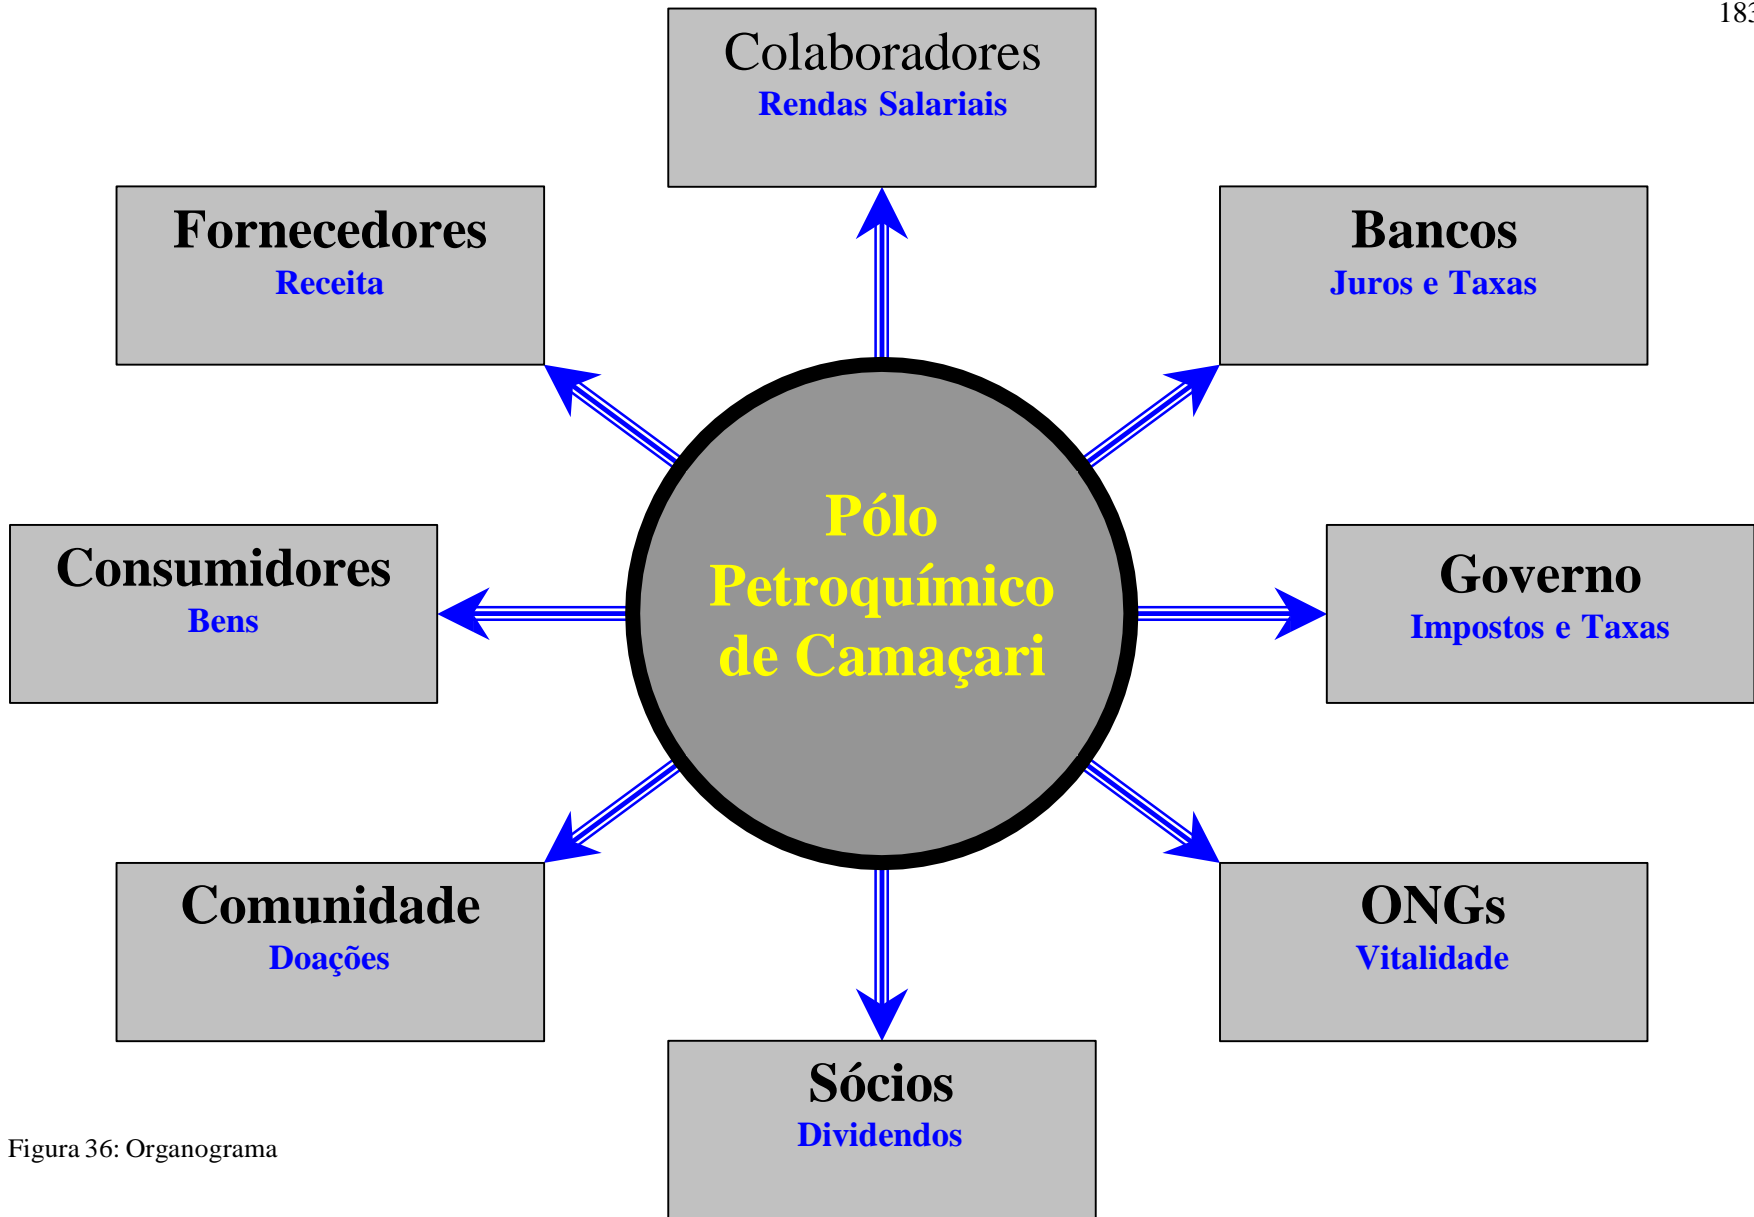 183
Colaboradores
Rendas Salariais
Fornecedores
Receita
Bancos
Juros e Taxas
Pólo
Petroquímico
de Camaçari
Consumidores
Bens
Governo
Impostos e Taxas
Comunidade
Doações
ONGs
Vitalidade
Sócios
Dividendos
Figura 36: Organograma